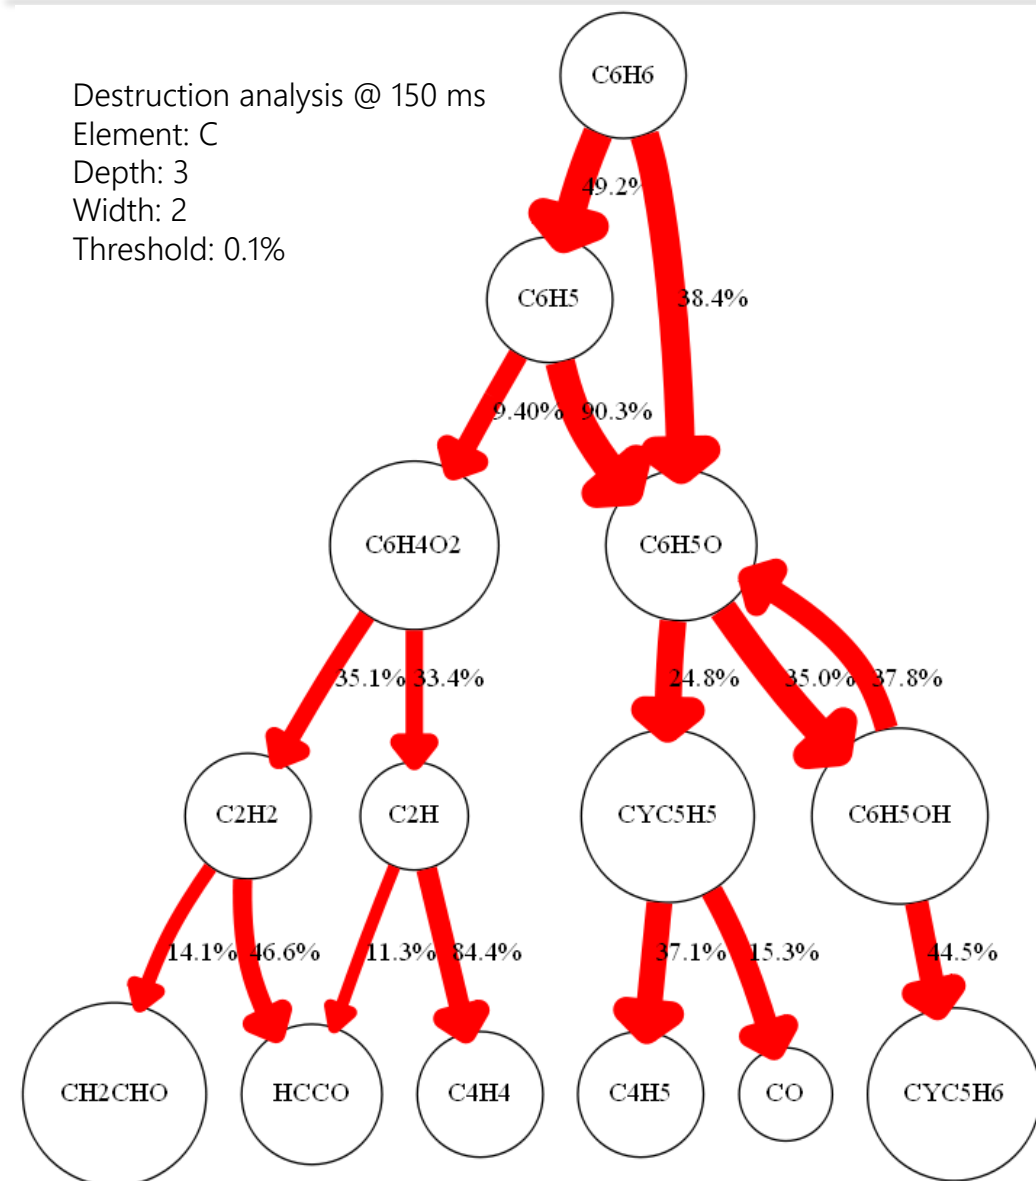 C6H6
Destruction analysis @ 150 ms
Element: C
Depth: 3
Width: 2
Threshold: 0.1%
49.2%
C6H5
38.4%
9.40%
90.3%
C6H4O2
C6H5O
35.1%
33.4%
24.8%
35.0%
37.8%
C2H2
C2H
CYC5H5
C6H5OH
14.1%
46.6%
11.3%
84.4%
37.1%
15.3%
44.5%
CH2CHO
HCCO
C4H4
C4H5
CO
CYC5H6